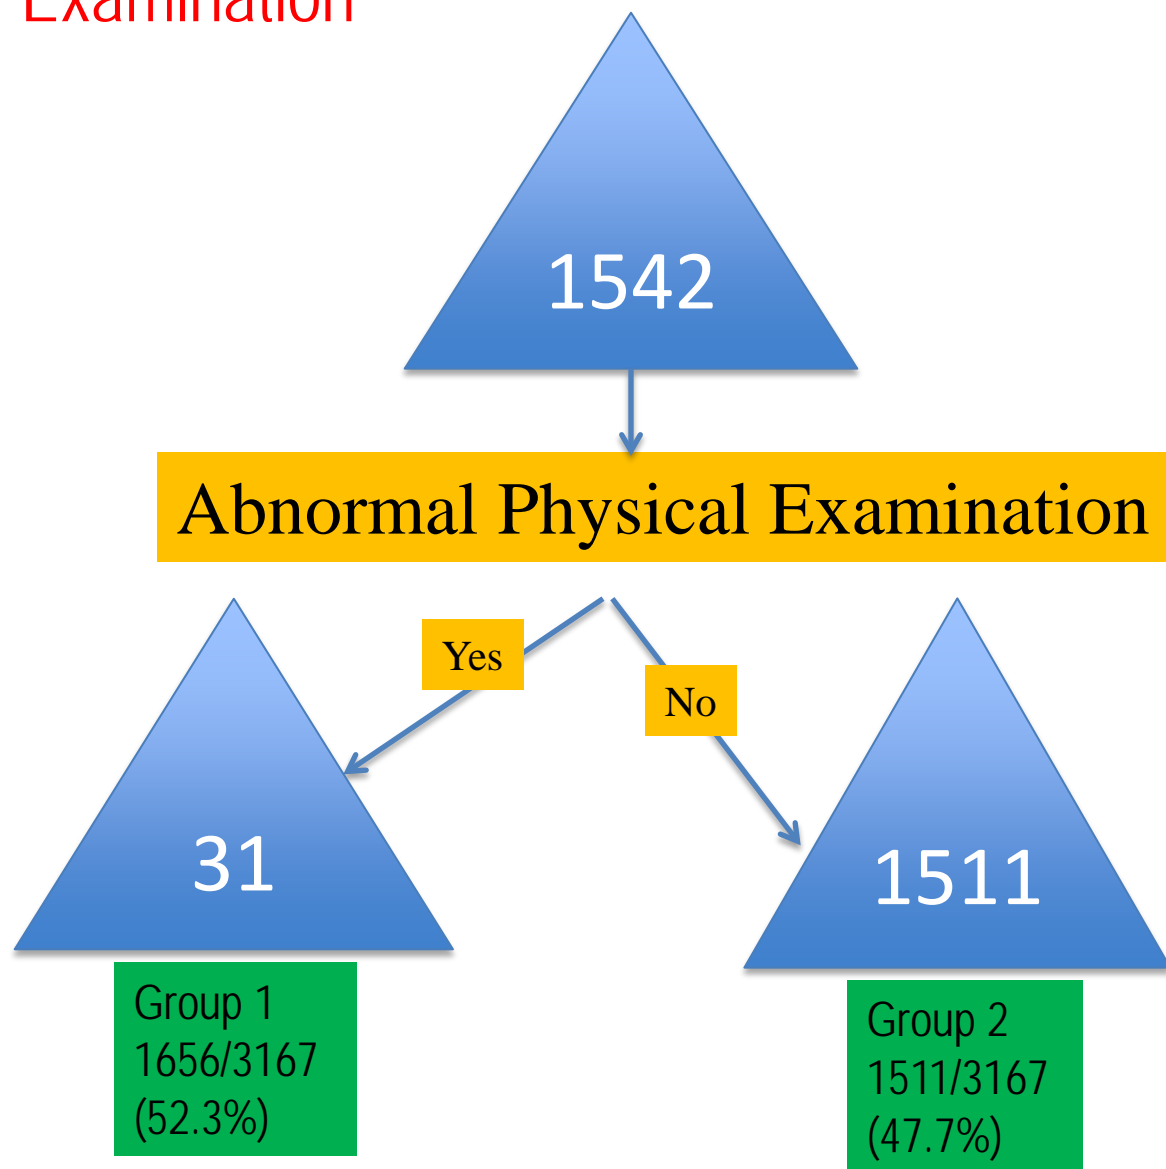 Examination
1542
Abnormal Physical Examination
Yes
No
31
1511
Group 1
1656/3167
(52.3%)
Group 2
1511/3167
(47.7%)